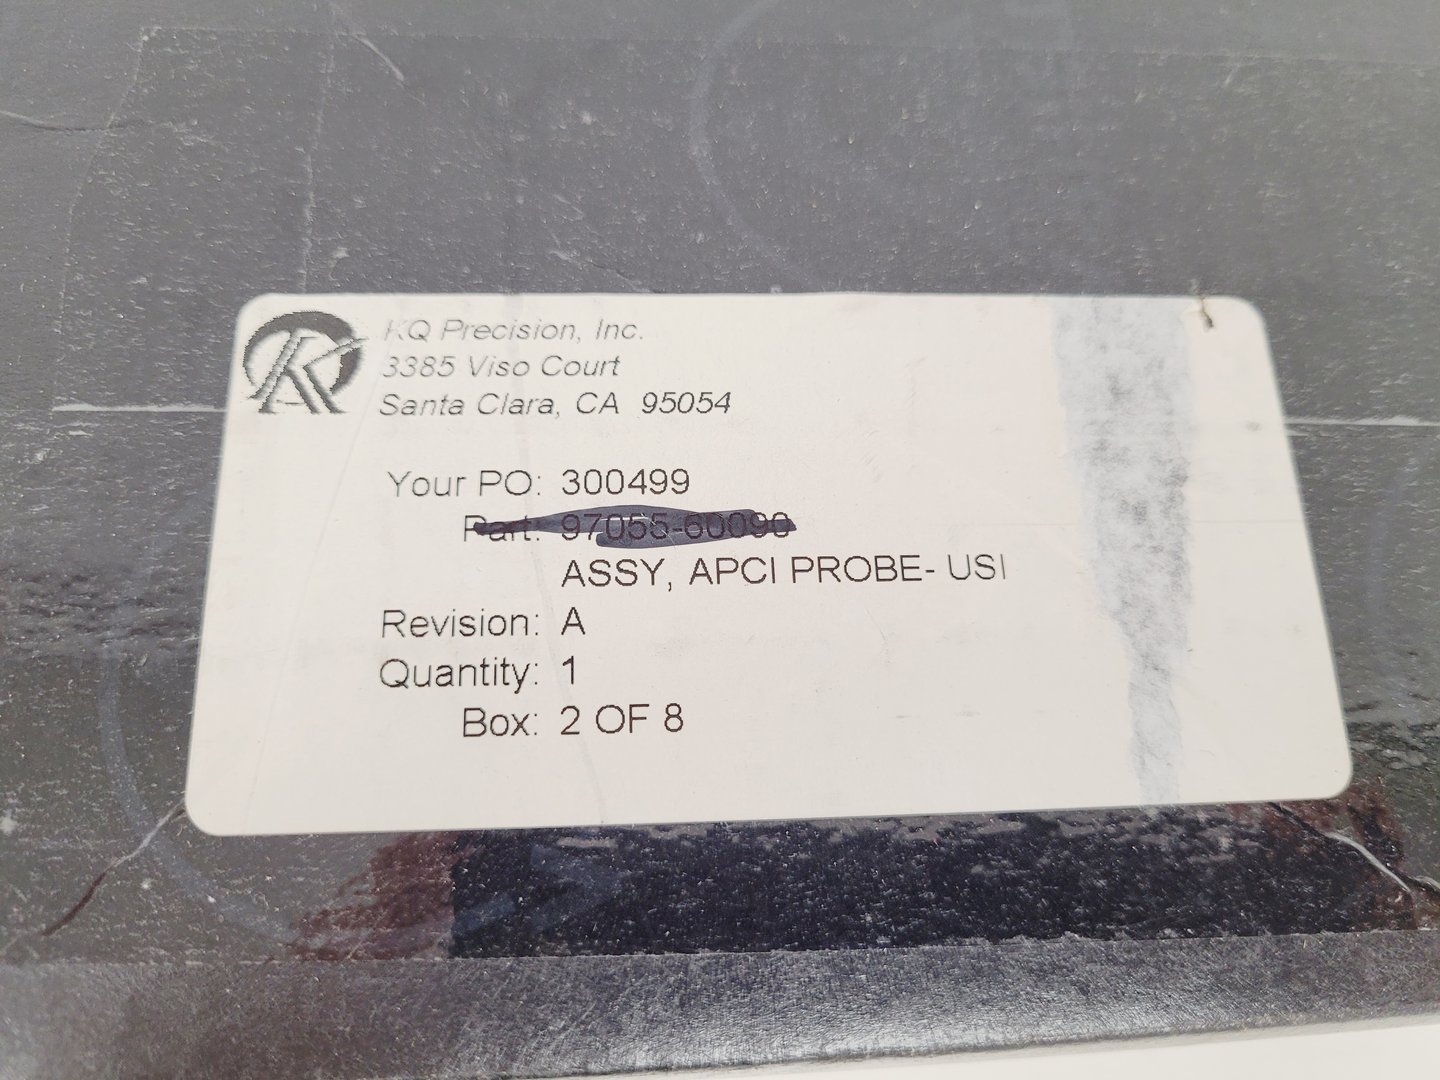 KQ Precision, Inc.
3385 Viso Court
Santa Clara, CA 95054
Your PO: 300499
Part: 97055-60090
ASSY, APCI PROBE- USI
Revision: A
Quantity: 1
Box: 2 OF 8